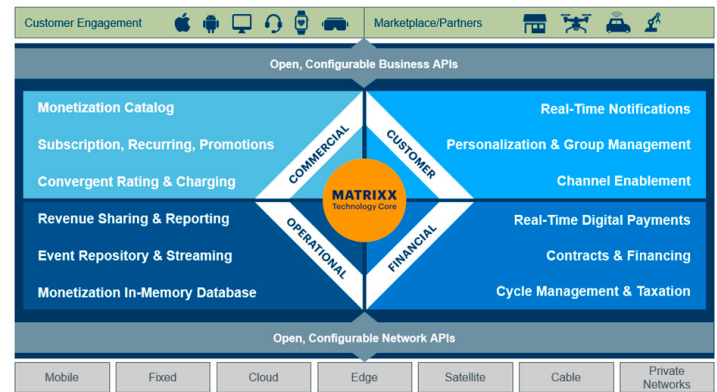 Customer Engagement
Marketplace/Partners
Open, Configurable Business APIs
Monetization Catalog
Subscription, Recurring, Promotions
Convergent Rating & Charging
COMMERCIAL
CUSTOMER
Real-Time Notifications
Personalization & Group Management
Channel Enablement
MATRIXX
Technology Core
Revenue Sharing & Reporting
Event Repository & Streaming
Monetization In-Memory Database
OPERATIONAL
FINANCIAL
Real-Time Digital Payments
Contracts & Financing
Cycle Management & Taxation
Open, Configurable Network APIs
Mobile
Fixed
Cloud
Edge
Satellite
Cable
Private
Networks